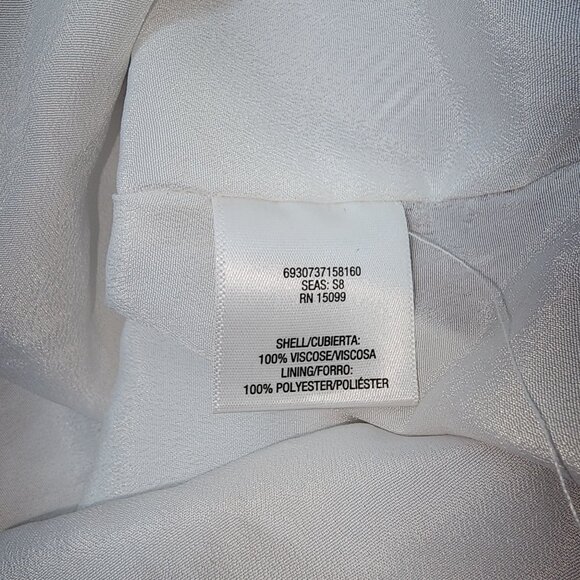 6930737158160
SEAS: S8
RN 15099
SHELL/CUBIERTA:
100% VISCOSE/VISCOSA
LINING/FORRO:
100% POLYESTER/POLIÉSTER